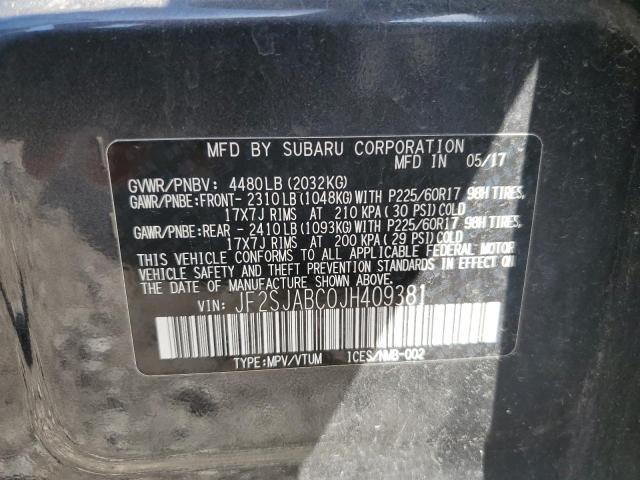 MFD BY SUBARU CORPORATION
MFD IN 05/17
GVWR/PNBV: 4480LB(2032KG)
GAWR/PNBE:FRONT- 2310LB(1048KG)WITH P225/60R17 98H TIRES,
17X7J RIMS AT 210 KPA(30 PSI)COLD
GAWR/PNBE:REAR - 2410LB(1093KG)WITH P225/60R17 98H TIRES,
17X7J RIMS AT 200 KPA(29 PSI)COLD
THIS VEHICLE CONFORMS TO ALL APPLICABLE FEDERAL MOTOR
VEHICLE SAFETY AND THEFT PREVENTION STANDARDS IN EFFECT ON
THE DATE OF MANUFACTURE SHOWN ABOVE.
VIN: JF2SJABC0JH409381
TYPE:MPV/VTUM ICES/NMB-002